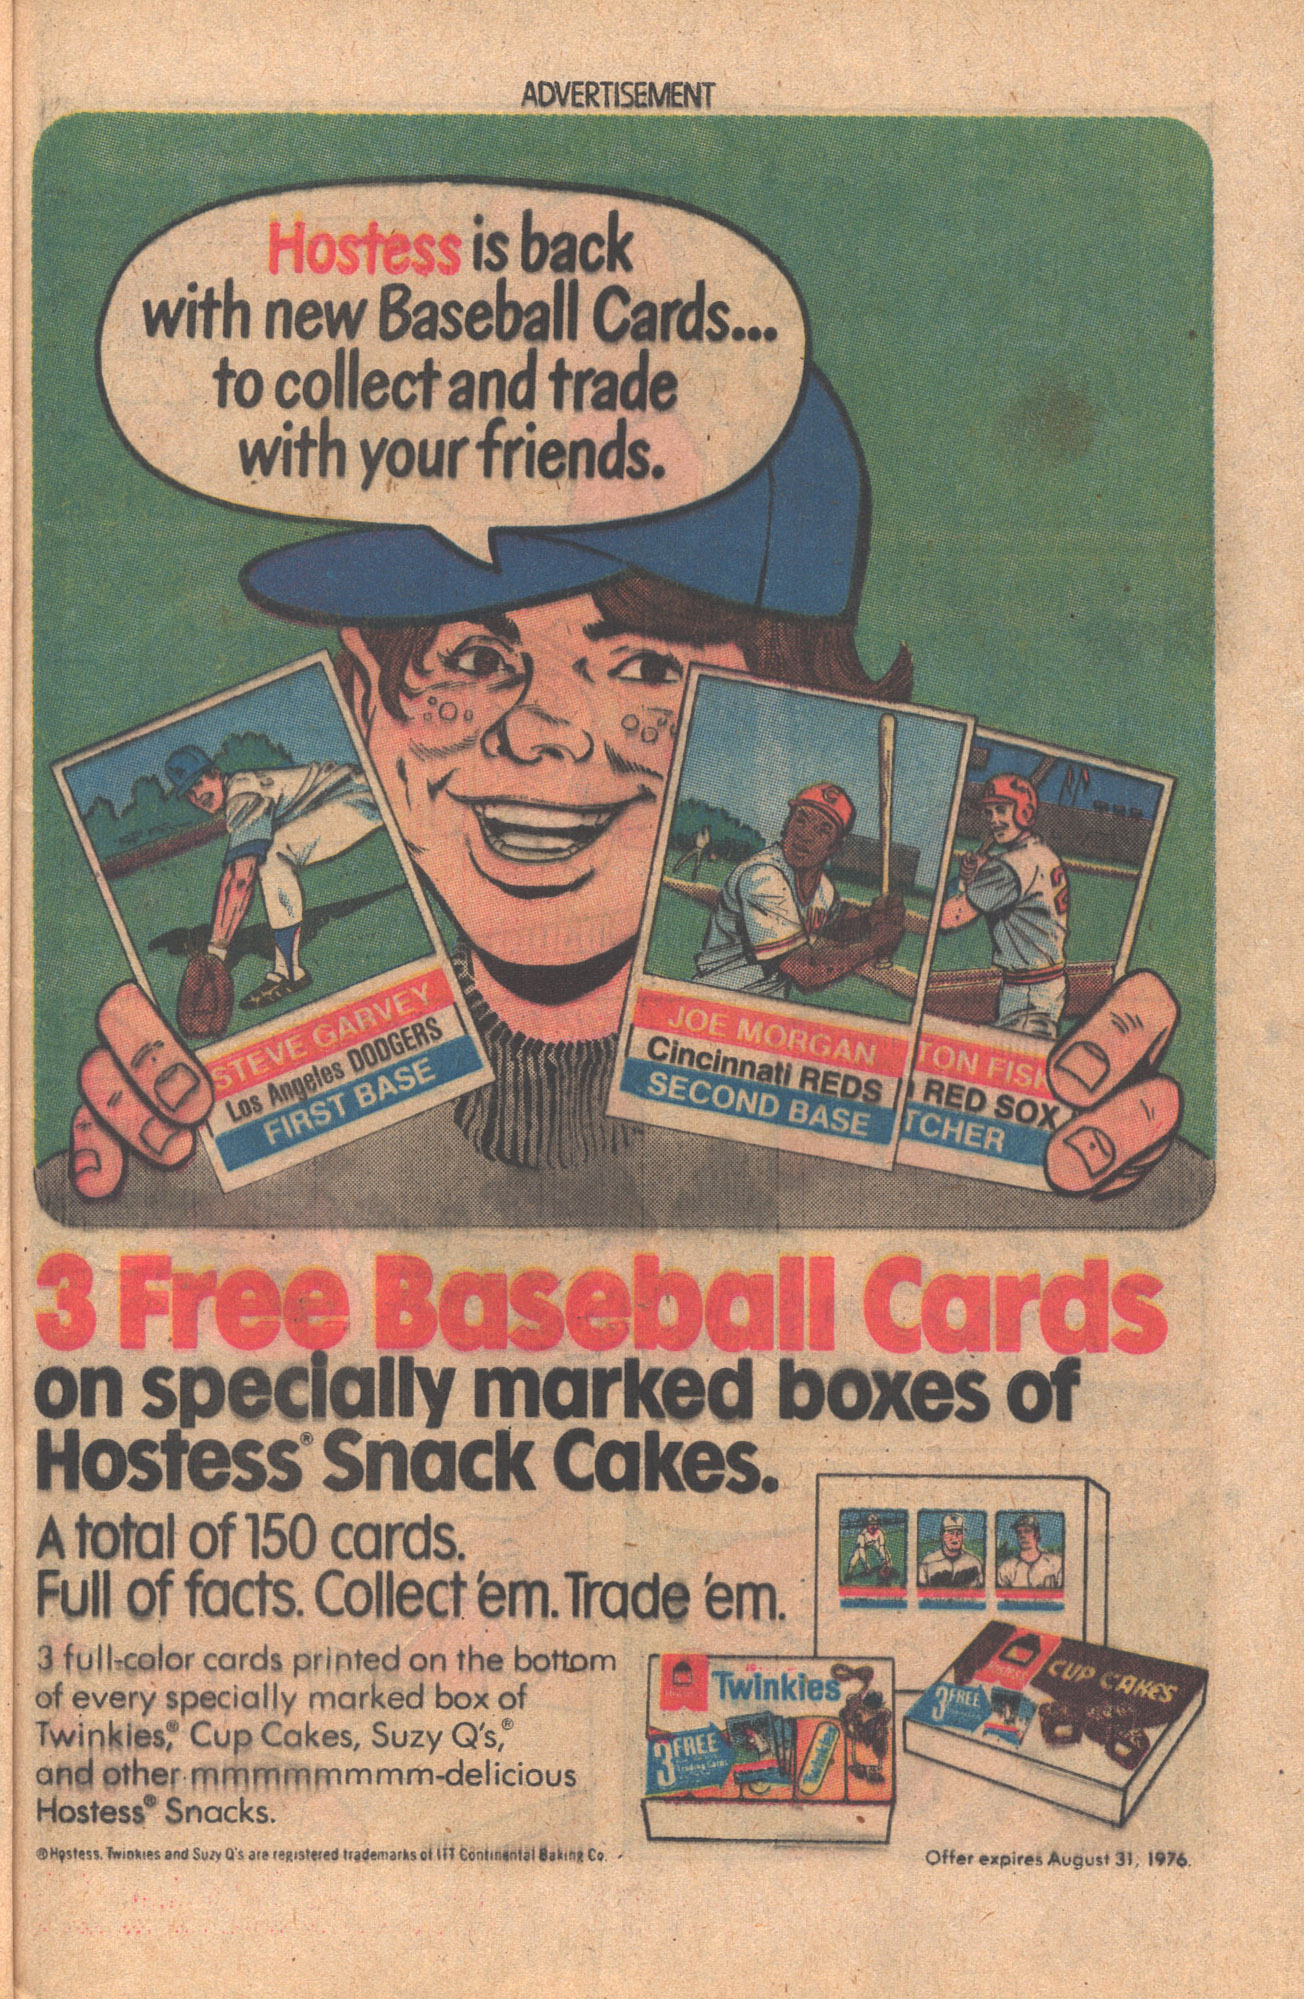 ADVERTISEMENT
Hostess is back
with new Baseball Cards...
to collect and trade
with your friends.
STEVE GARVEY
Los Angeles DODGERS
FIRST BASE
JOE MORGAN
Cincinnati REDS
SECOND BASE
TON FISK
RED SOX
TCHER
3 Free Baseball Cards
on specially marked boxes of
Hostess® Snack Cakes.
A total of 150 cards.
Full of facts. Collect 'em. Trade 'em.
3 full-color cards printed on the bottom
of every specially marked box of
Twinkies,® Cup Cakes, Suzy Q's,®
and other mmmmmmmmm-delicious
Hostess® Snacks.
Twinkies
3 FREE
Trading Cards
Twinkies
Hostess
CUP CAKES
3 FREE
® Hostess, Twinkies and Suzy Q's are registered trademarks of ITT Continental Baking Co.
Offer expires August 31, 1976.